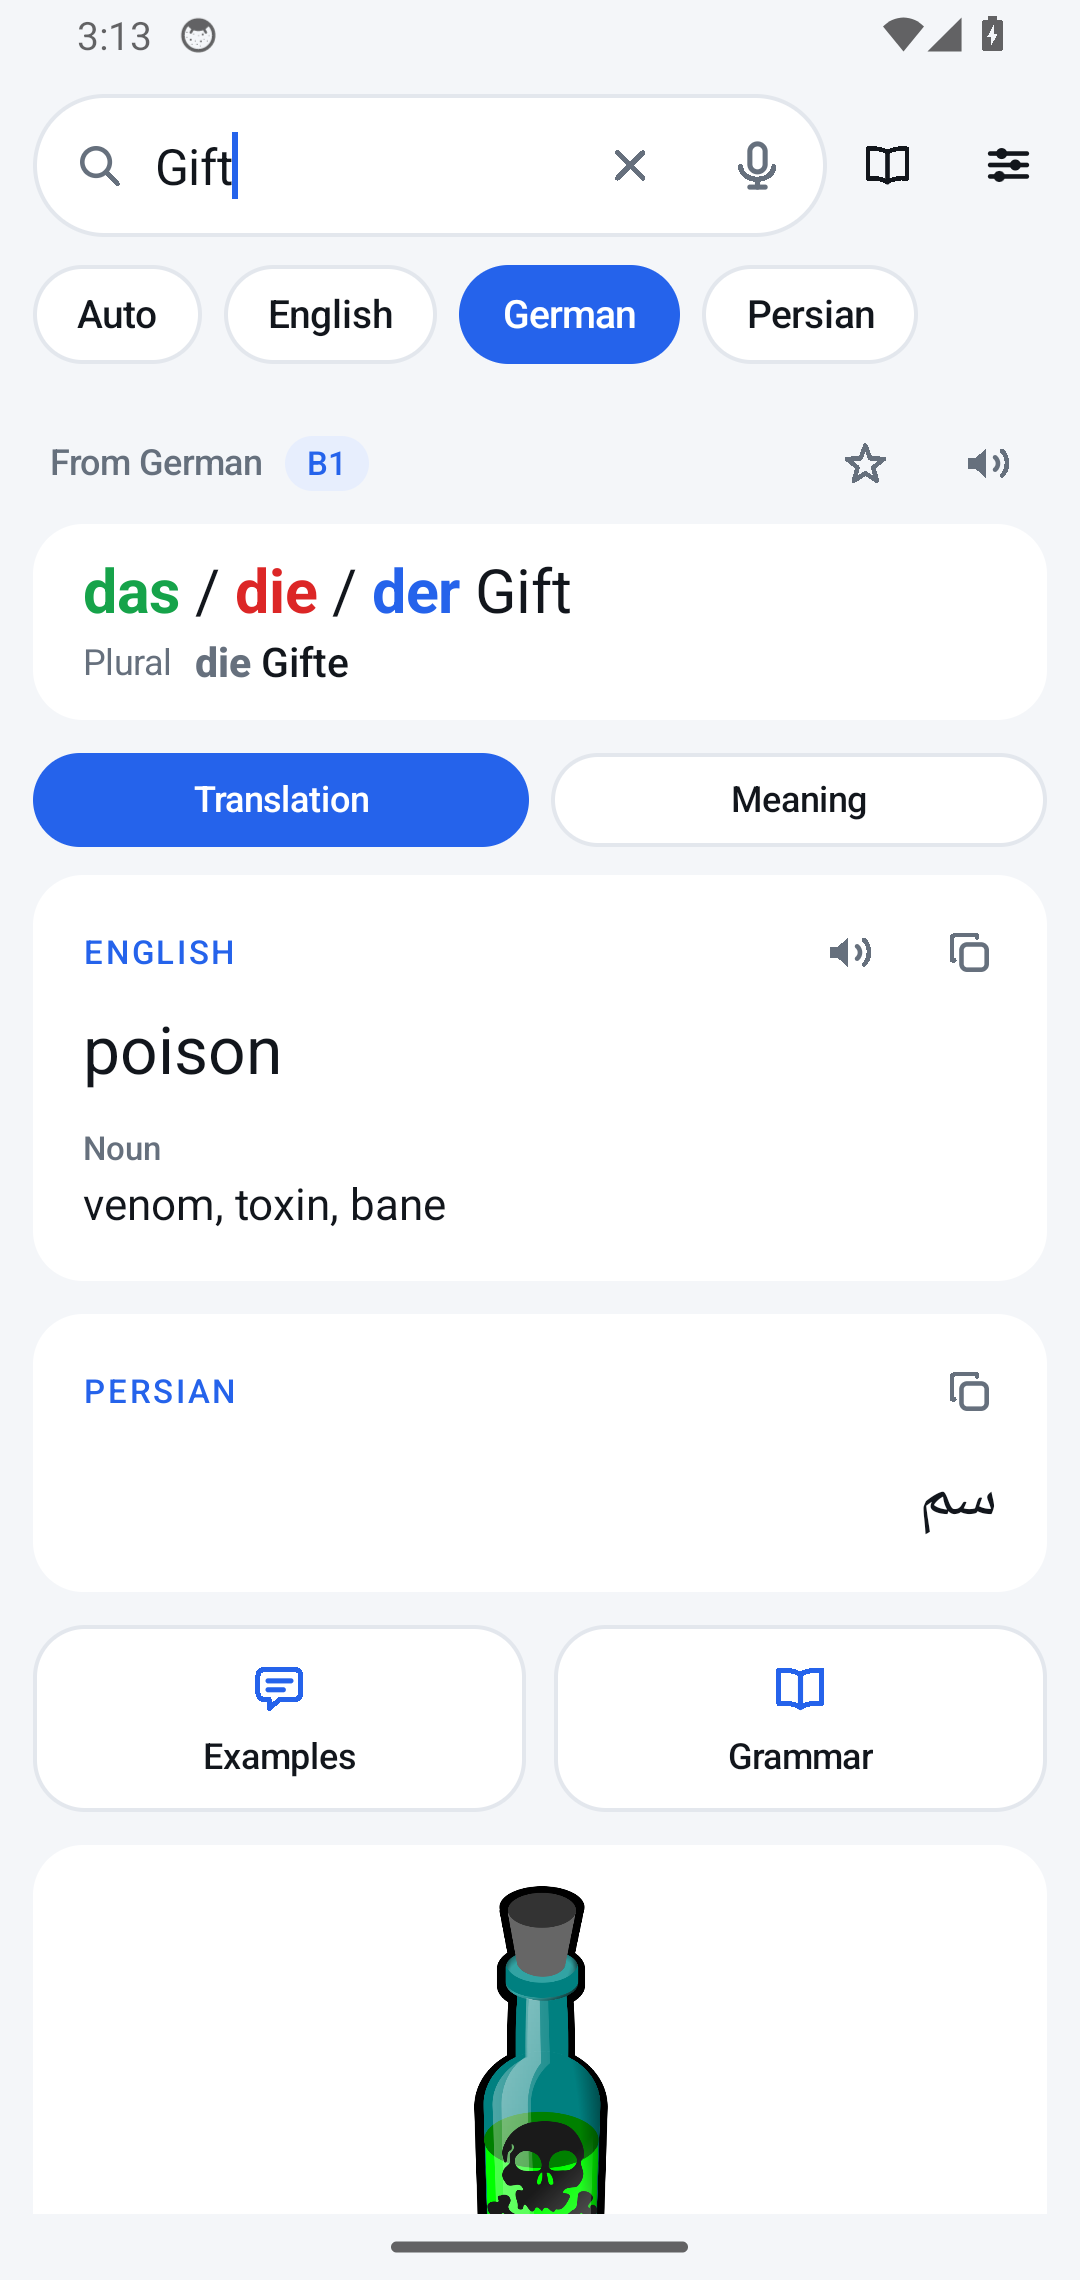 3:13
Gift
Auto English German Persian
From German B1
das / die / der Gift
Plural die Gifte
Translation Meaning
ENGLISH
poison
Noun
venom, toxin, bane
PERSIAN
سم
Examples Grammar